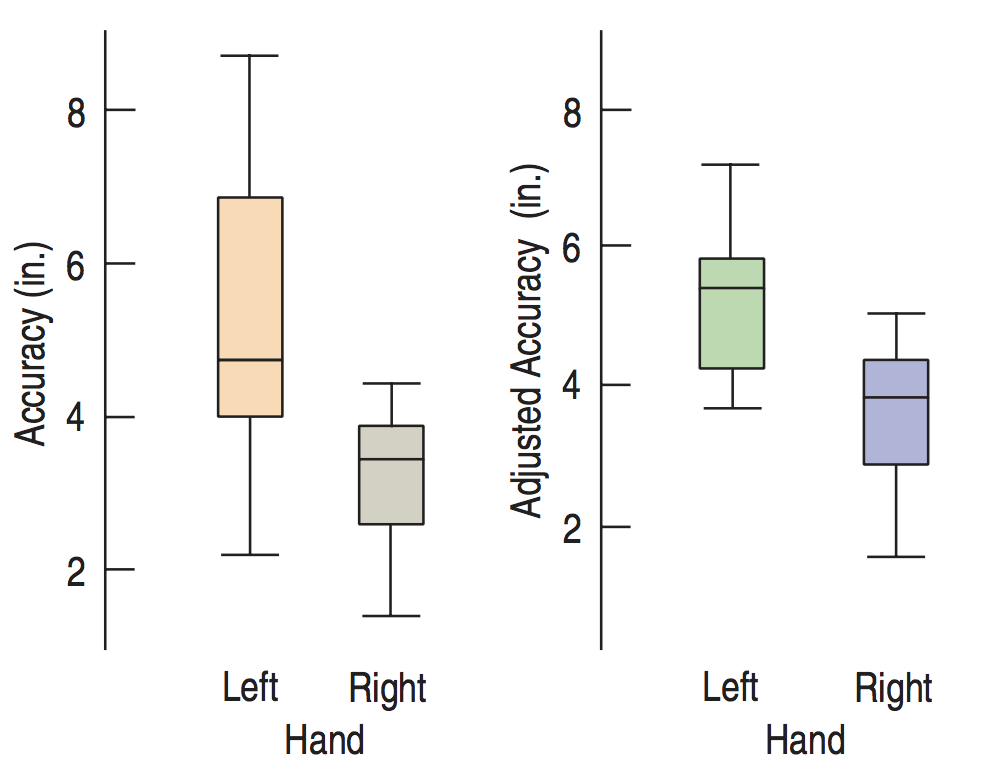 Accuracy (in.)
8
6
4
2
Left
Right
Hand
Adjusted Accuracy (in.)
8
6
4
2
Left
Right
Hand